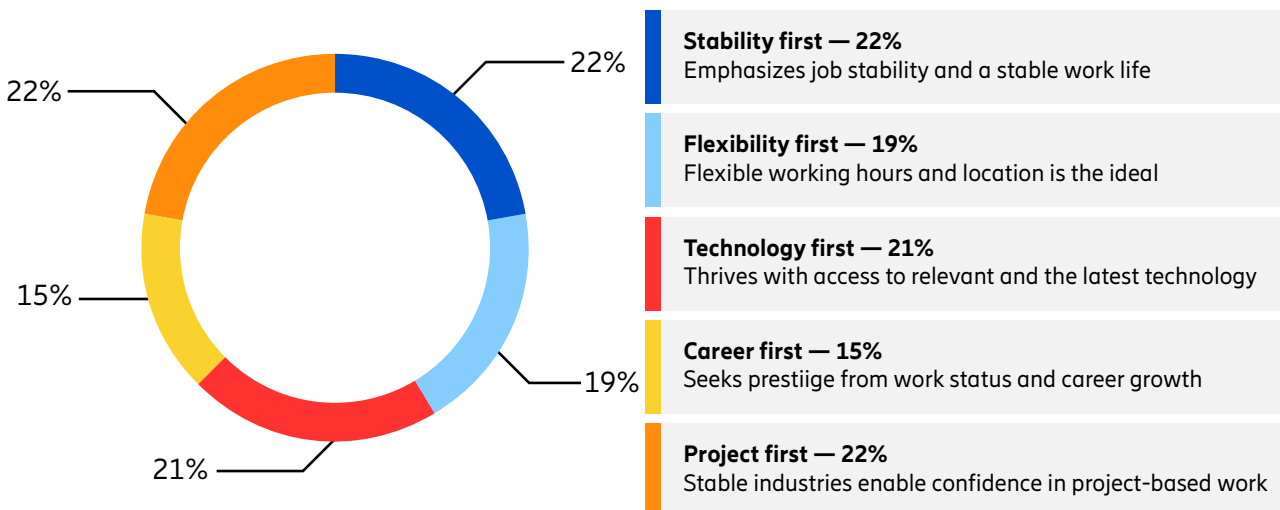 22%
22%
15%
19%
21%
Stability first — 22%
Emphasizes job stability and a stable work life
Flexibility first — 19%
Flexible working hours and location is the ideal
Technology first — 21%
Thrives with access to relevant and the latest technology
Career first — 15%
Seeks prestiige from work status and career growth
Project first — 22%
Stable industries enable confidence in project-based work